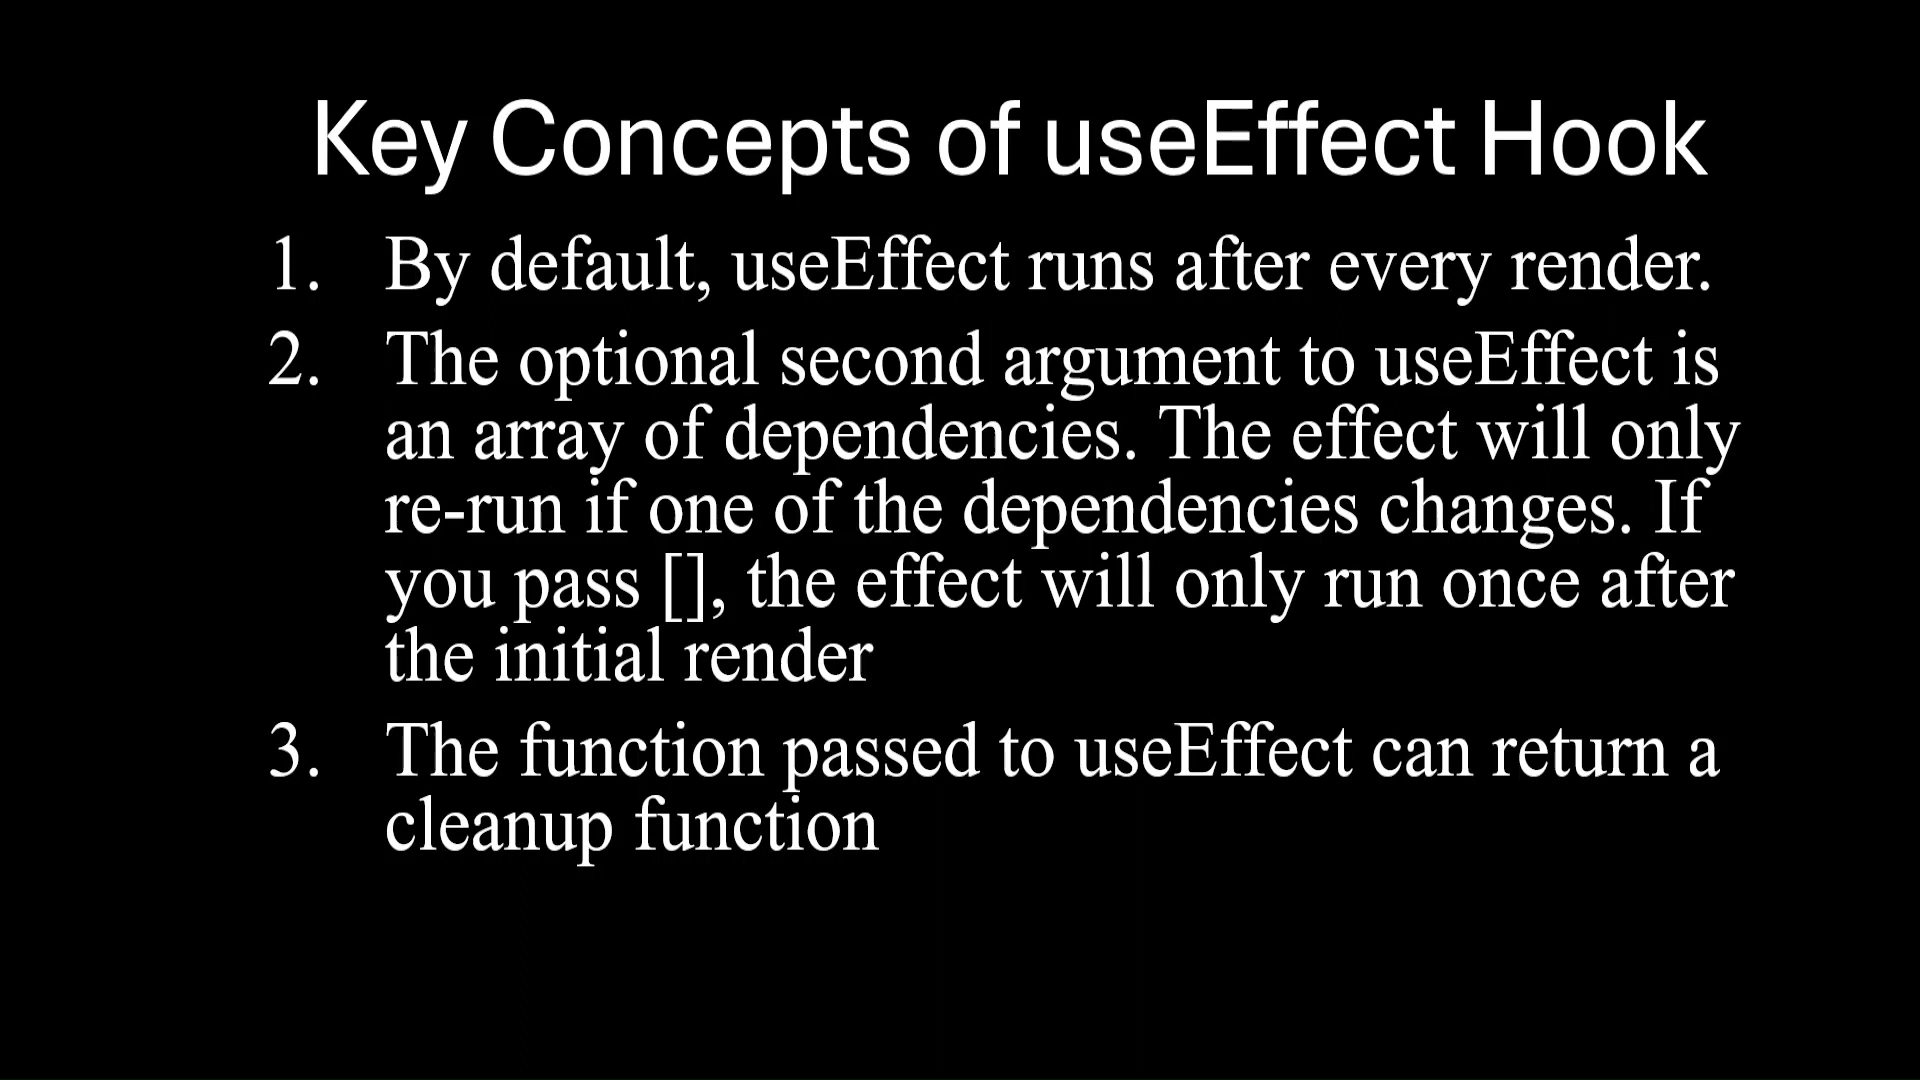 Key Concepts of useEffect Hook
1. By default, useEffect runs after every render.
2. The optional second argument to useEffect is
an array of dependencies. The effect will only
re-run if one of the dependencies changes. If
you pass [], the effect will only run once after
the initial render
3. The function passed to useEffect can return a
cleanup function